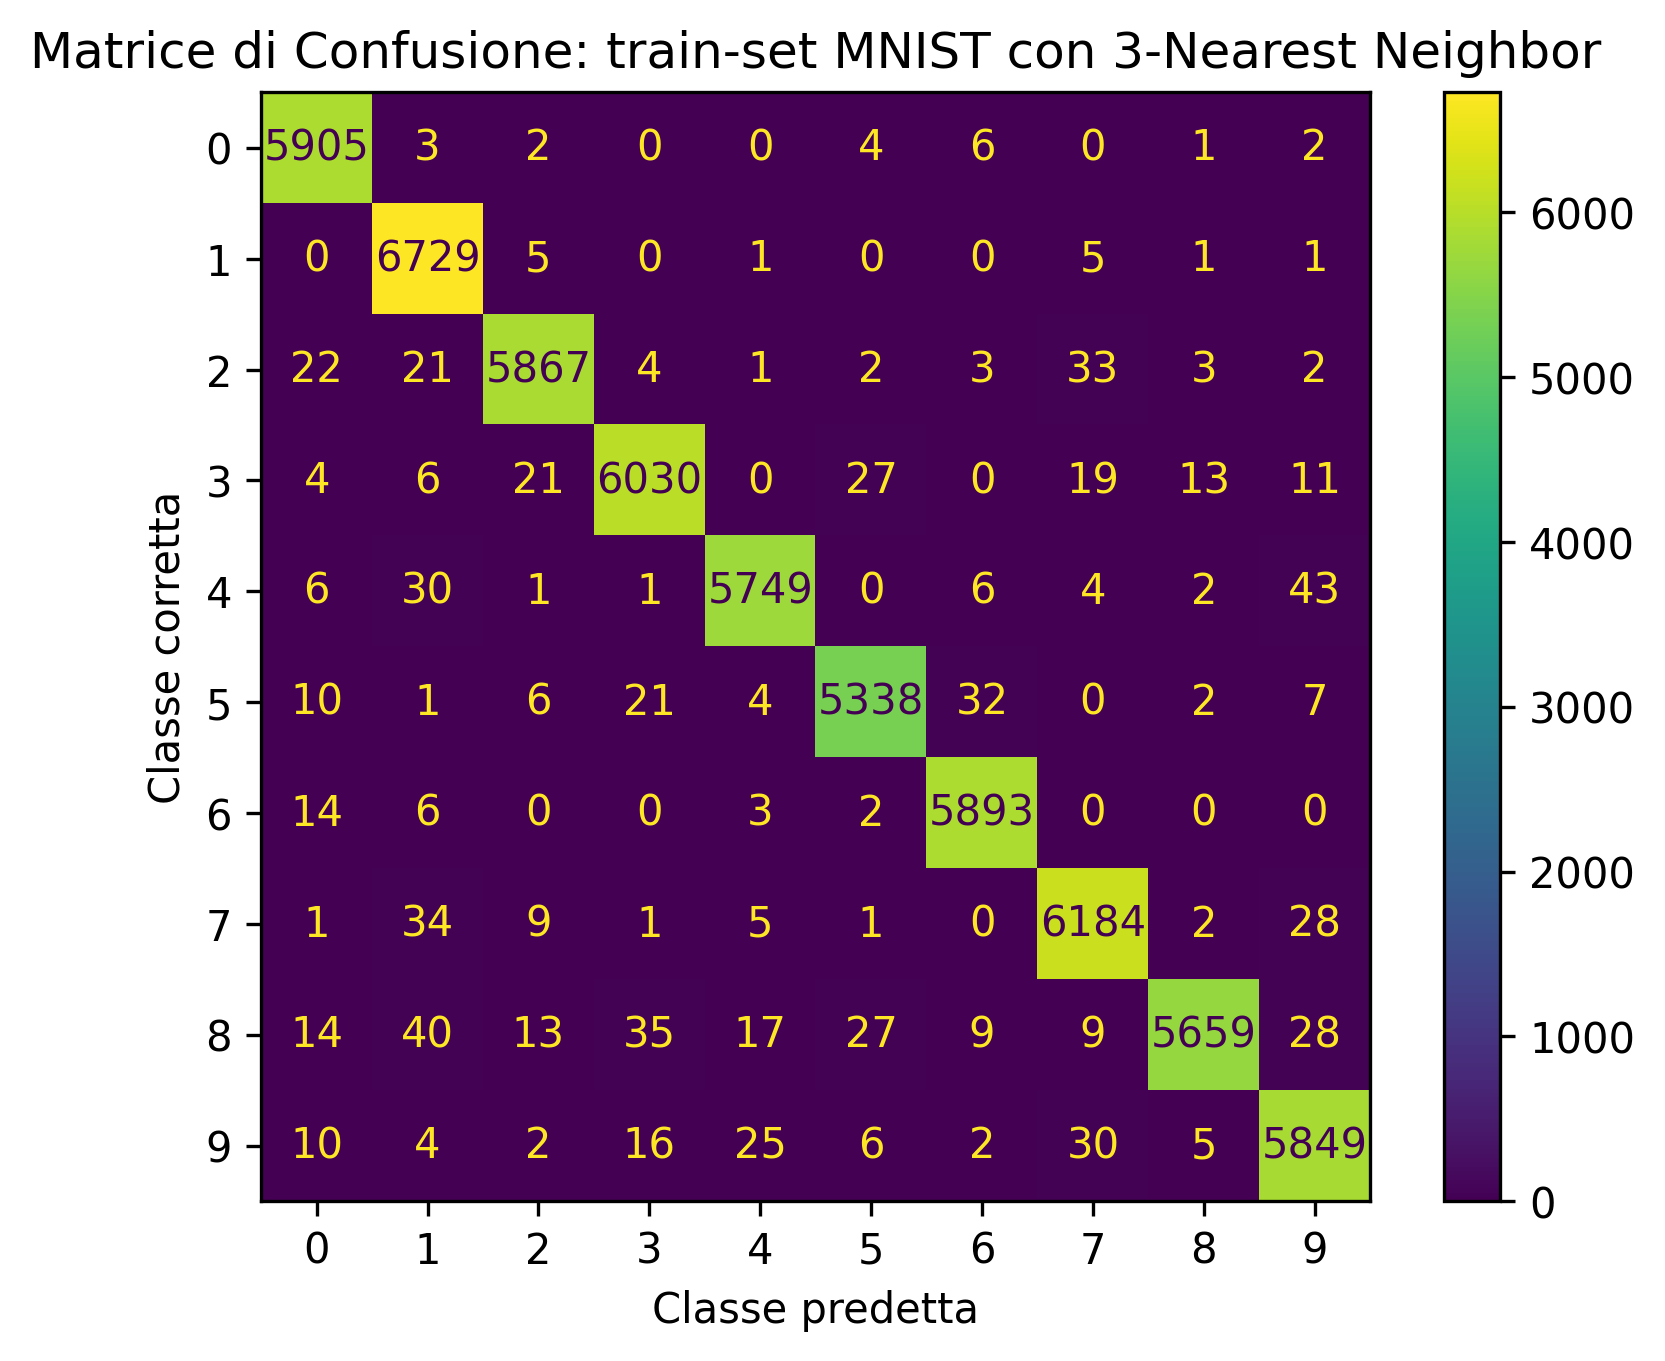 Matrice di Confusione: train-set MNIST con 3-Nearest Neighbor
0 5905 3 2 0 0 4 6 0 1 2
1 0 6729 5 0 1 0 0 5 1 1
2 22 21 5867 4 1 2 3 33 3 2
3 4 6 21 6030 0 27 0 19 13 11
4 6 30 1 1 5749 0 6 4 2 43
5 10 1 6 21 4 5338 32 0 2 7
6 14 6 0 0 3 2 5893 0 0 0
7 1 34 9 1 5 1 0 6184 2 28
8 14 40 13 35 17 27 9 9 5659 28
9 10 4 2 16 25 6 2 30 5 5849
0 1 2 3 4 5 6 7 8 9
Classe predetta
Classe corretta
6000
5000
4000
3000
2000
1000
0